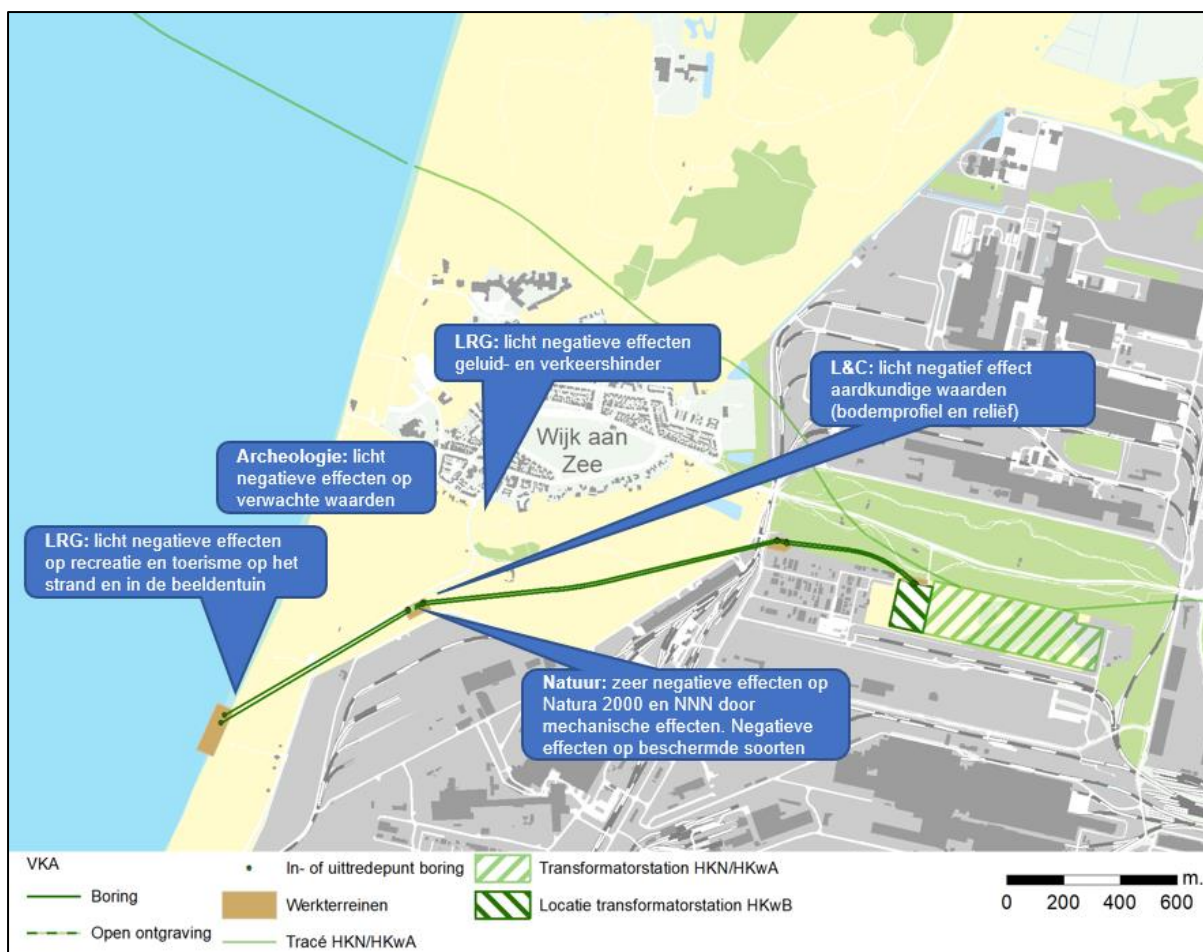 LRG: licht negatieve effecten
geluid- en verkeershinder
L&C: licht negatief effect
aardkundige waarden
(bodemprofiel en reliëf)
Wijk aan
Zee
Archeologie: licht
negatieve effecten op
verwachte waarden
LRG: licht negatieve effecten
op recreatie en toerisme op het
strand en in de beeldentuin
Natuur: zeer negatieve effecten op
Natura 2000 en NNN door
mechanische effecten. Negatieve
effecten op beschermde soorten
VKA
Boring
Open ontgraving
In- of uittredepunt boring
Werkterreinen
Tracé HKN/HKwA
Transformatorstation HKN/HKwA
Locatie transformatorstation HKwB
m.
0 200 400 600